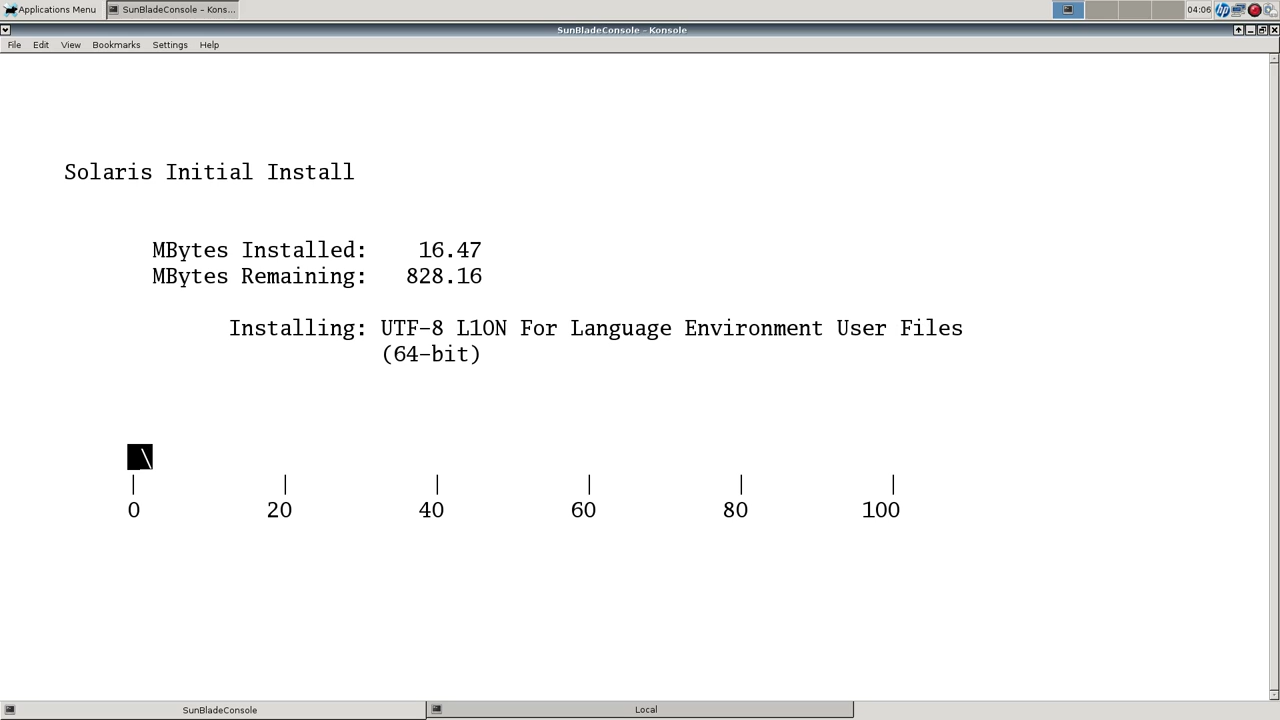 Applications Menu SunBladeConsole – Kons... 04:06
SunBladeConsole – Konsole
File Edit View Bookmarks Settings Help
Solaris Initial Install
MBytes Installed: 16.47
MBytes Remaining: 828.16
Installing: UTF-8 L10N For Language Environment User Files
(64-bit)
\
| | | | | |
0 20 40 60 80 100
SunBladeConsole Local